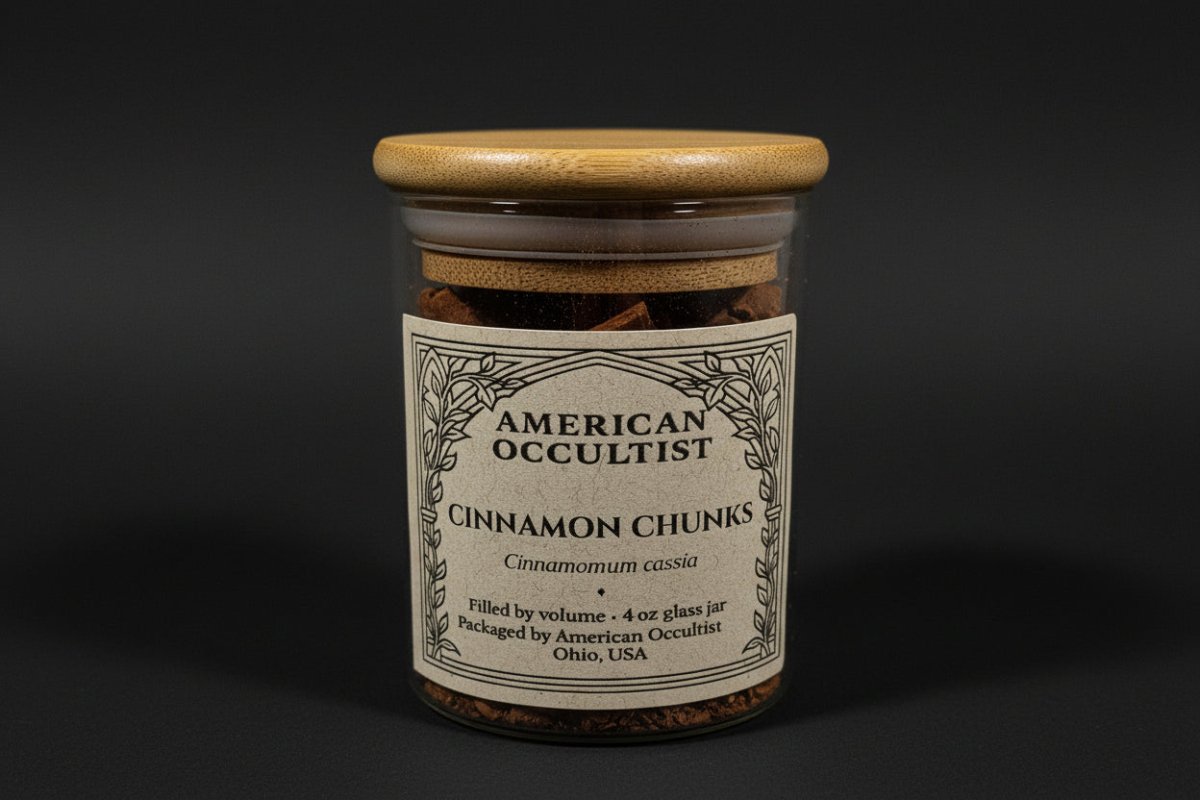 AMERICAN
OCCULTIST
CINNAMON CHUNKS
Cinnamomum cassia
Filled by volume · 4 oz glass jar
Packaged by American Occultist
Ohio, USA